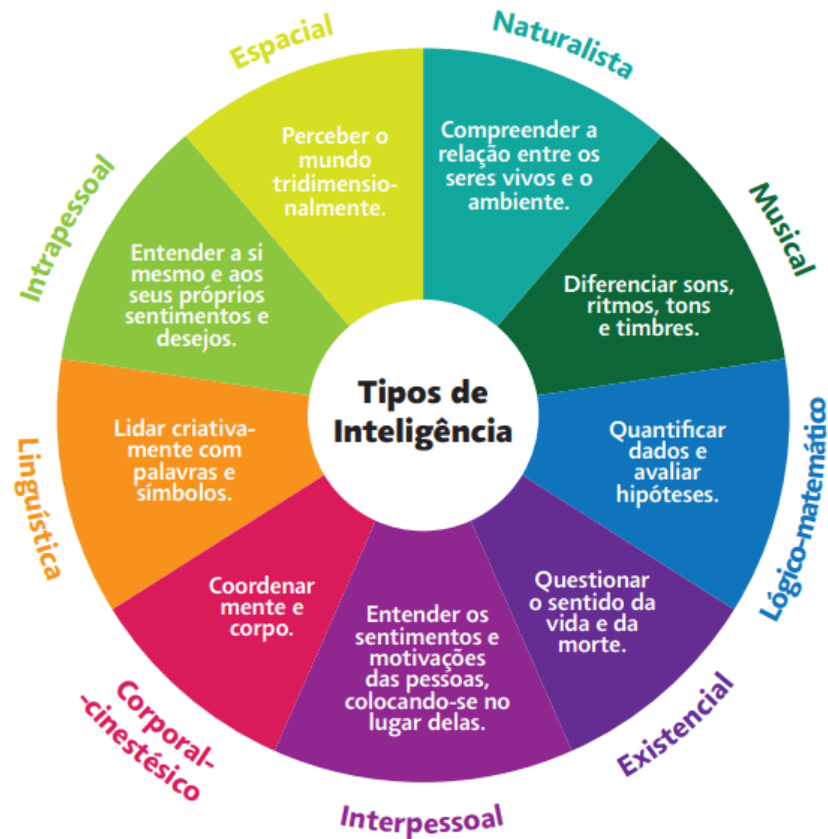 Tipos de
Inteligência
Naturalista
Compreender a
relação entre os
seres vivos e o
ambiente.
Musical
Diferenciar sons,
ritmos, tons
e timbres.
Lógico-matemático
Quantificar
dados e
avaliar
hipóteses.
Existencial
Questionar
o sentido da
vida e da
morte.
Interpessoal
Entender os
sentimentos e
motivações
das pessoas,
colocando-se no
lugar delas.
Corporal-
-cinestésico
Coordenar
mente e
corpo.
Linguística
Lidar criativa-
mente com
palavras e
símbolos.
Intrapessoal
Entender a si
mesmo e aos
seus próprios
sentimentos e
desejos.
Espacial
Perceber o
mundo
tridimensio-
nalmente.